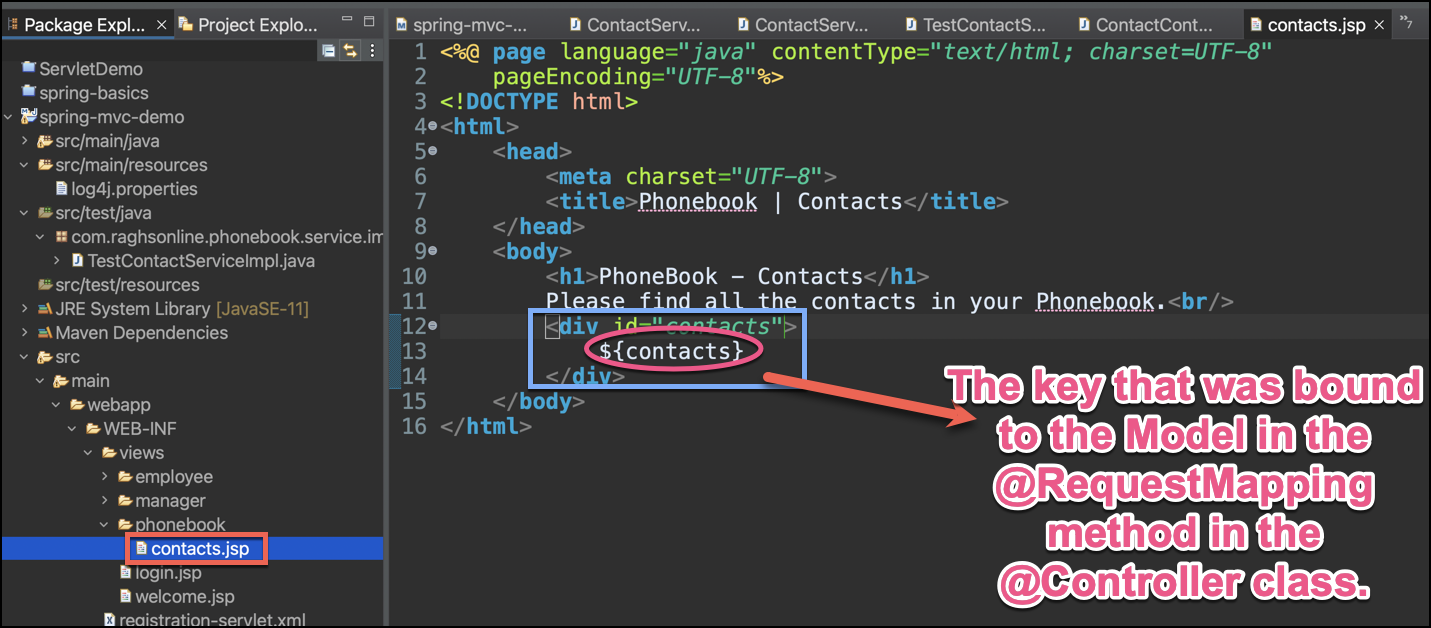 Package Expl... × Project Explo...
ServletDemo
spring-basics
spring-mvc-demo
src/main/java
src/main/resources
log4j.properties
src/test/java
com.raghsonline.phonebook.service.im
TestContactServiceImpl.java
src/test/resources
JRE System Library [JavaSE-11]
Maven Dependencies
src
main
webapp
WEB-INF
views
employee
manager
phonebook
contacts.jsp
login.jsp
welcome.jsp
registration-servlet.xml
spring-mvc-... ContactServ... ContactServ... TestContactS... ContactCont... contacts.jsp × »7
1 <%@ page language="java" contentType="text/html; charset=UTF-8"
2 pageEncoding="UTF-8"%>
3 <!DOCTYPE html>
4 <html>
5 <head>
6 <meta charset="UTF-8">
7 <title>Phonebook | Contacts</title>
8 </head>
9 <body>
10 <h1>PhoneBook - Contacts</h1>
11 Please find all the contacts in your Phonebook.<br/>
12 <div id="contacts">
13 ${contacts}
14 </div>
15 </body>
16 </html>
The key that was bound
to the Model in the
@RequestMapping
method in the
@Controller class.